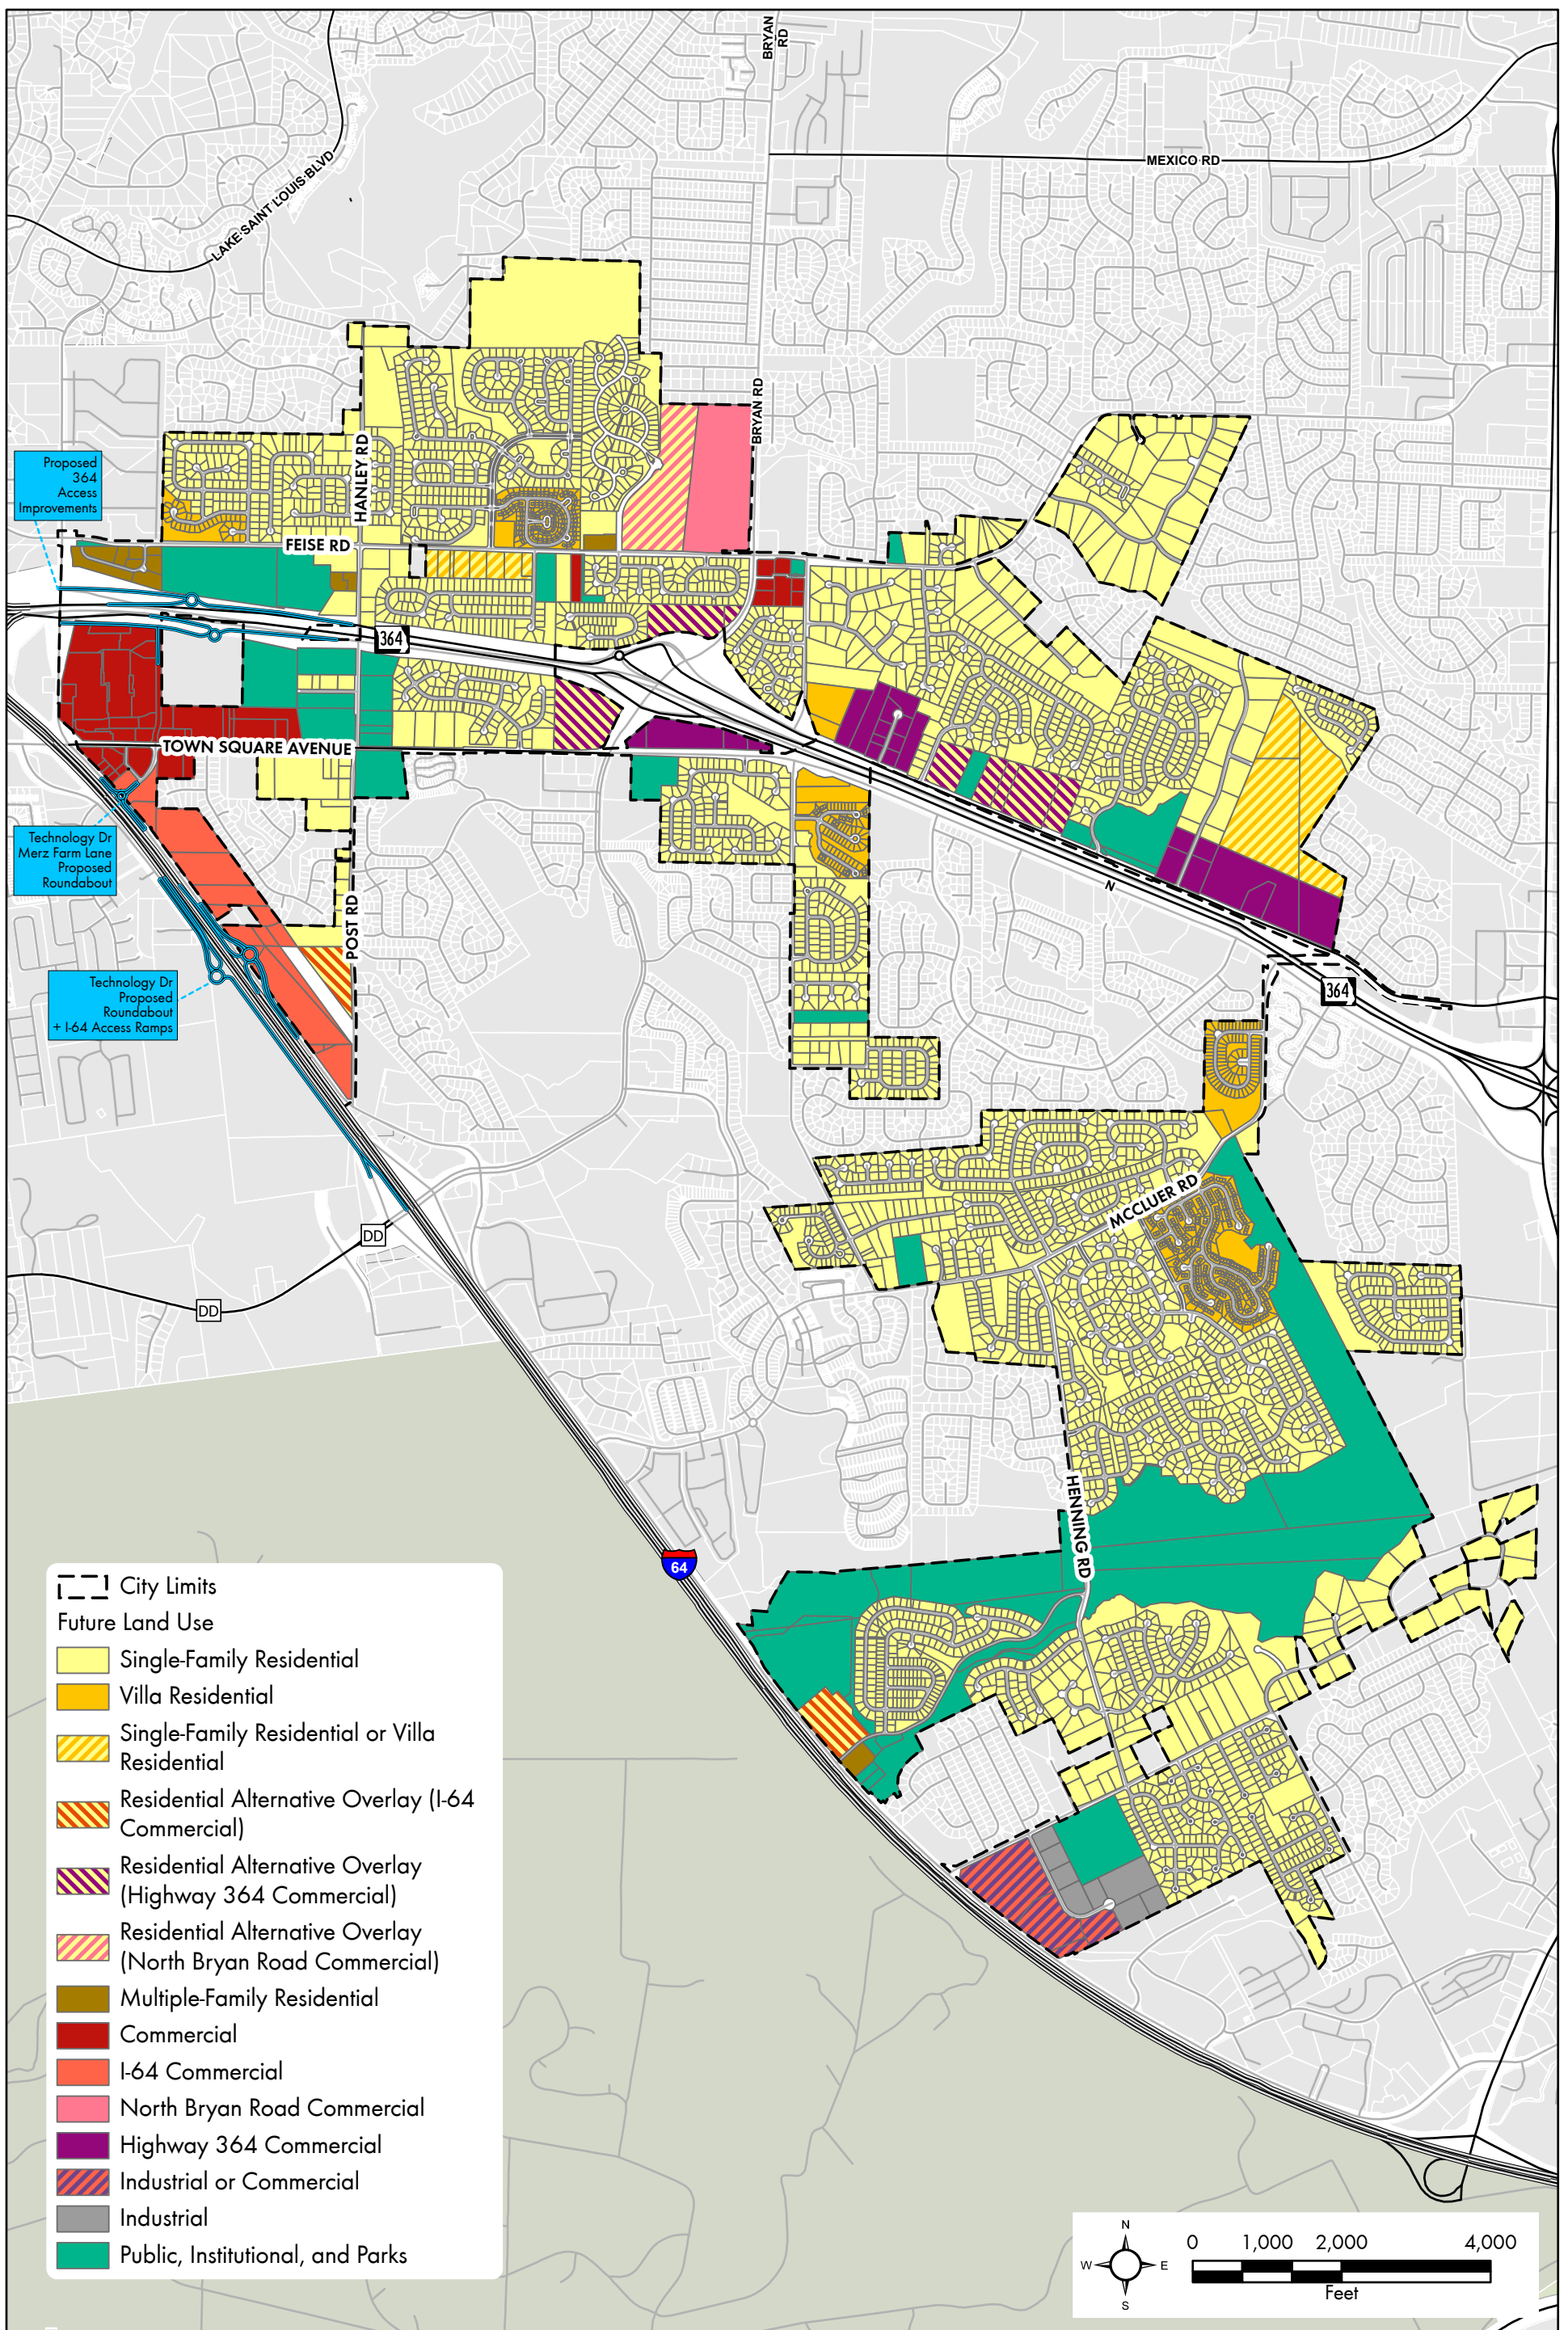 BRYAN
RD
MEXICO RD
LAKE SAINT LOUIS BLVD
BRYAN RD
HANLEY RD
Proposed
364
Access
Improvements
FEISE RD
364
TOWN SQUARE AVENUE
Technology Dr
Merz Farm Lane
Proposed
Roundabout
POST RD
N
Technology Dr
Proposed
Roundabout
+ I-64 Access Ramps
364
MCCLUER RD
DD
DD
HENNING RD
64
City Limits
Future Land Use
Single-Family Residential
Villa Residential
Single-Family Residential or Villa
Residential
Residential Alternative Overlay (I-64
Commercial)
Residential Alternative Overlay
(Highway 364 Commercial)
Residential Alternative Overlay
(North Bryan Road Commercial)
Multiple-Family Residential
Commercial
I-64 Commercial
North Bryan Road Commercial
Highway 364 Commercial
Industrial or Commercial
Industrial
Public, Institutional, and Parks
N
W E
S
0 1,000 2,000 4,000
Feet